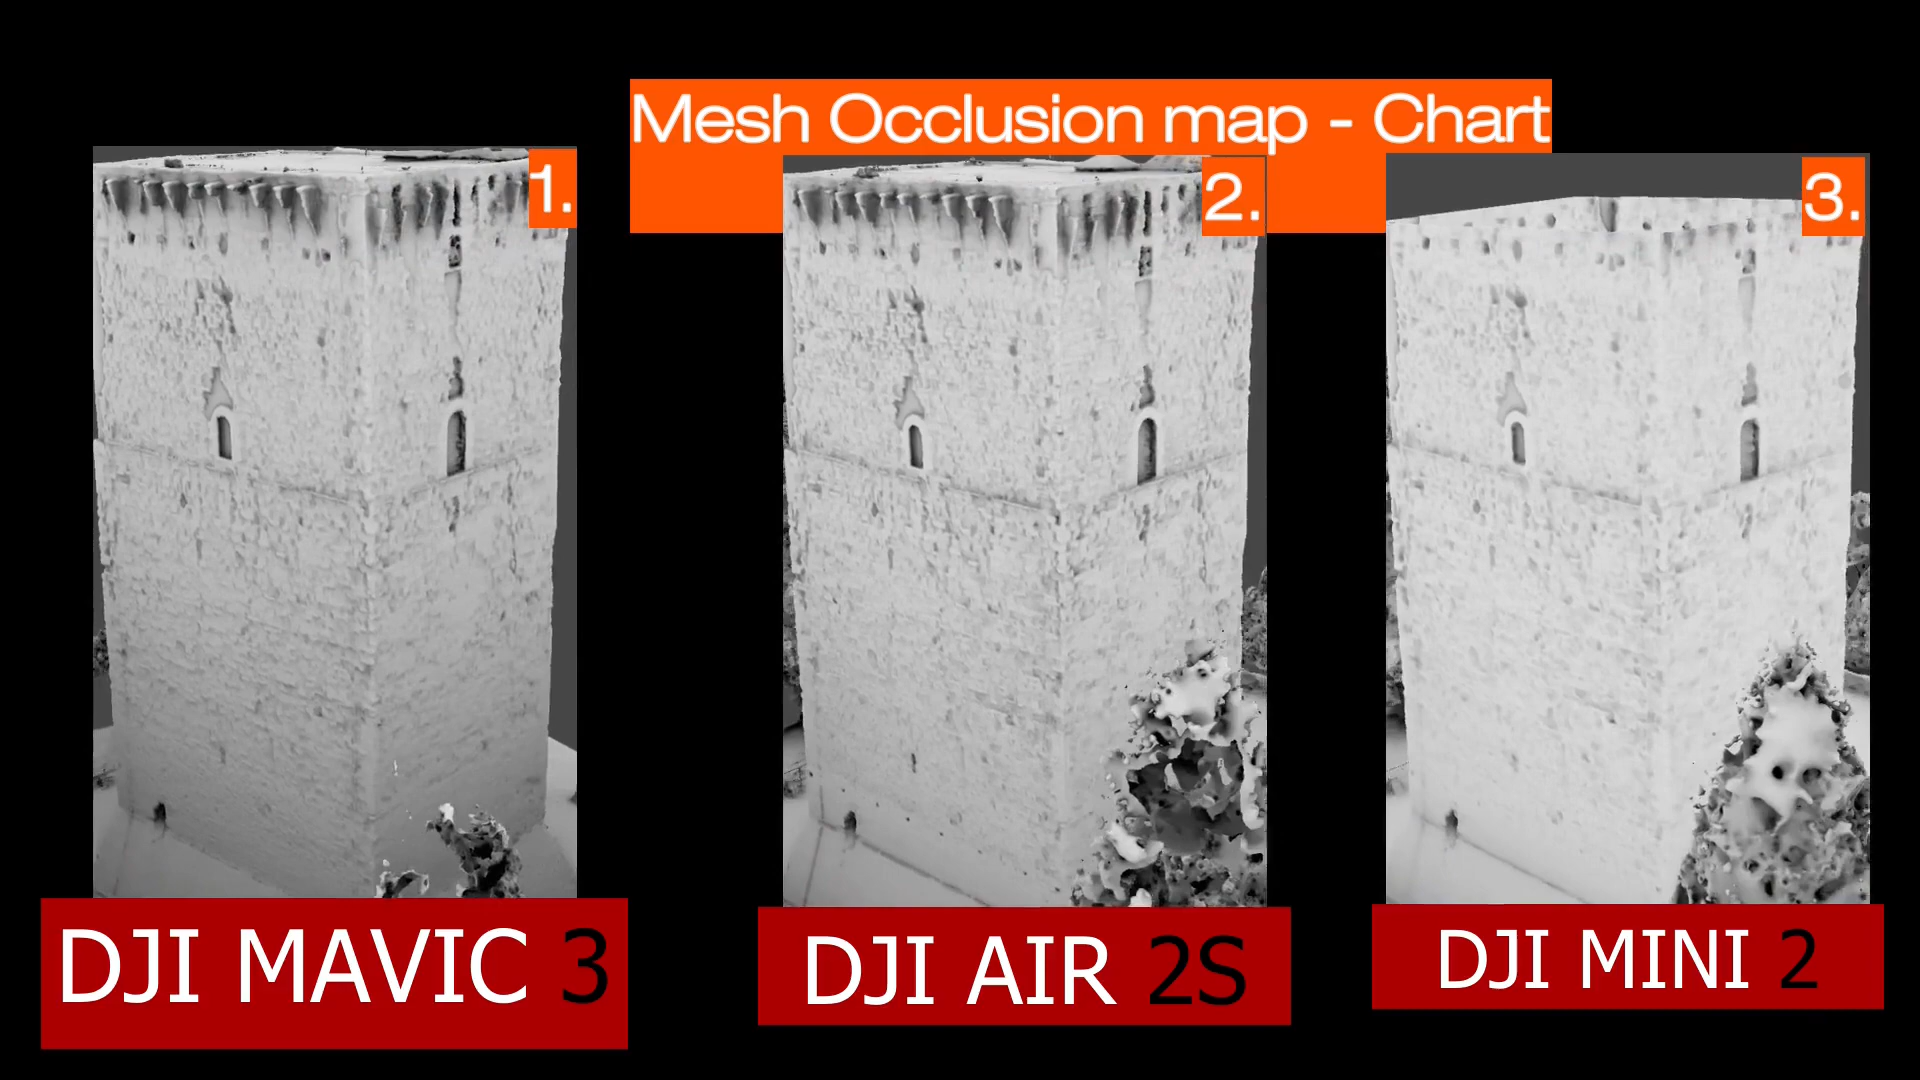 Mesh Occlusion map - Chart
1.
2.
3.
DJI MAVIC 3
DJI AIR 2S
DJI MINI 2